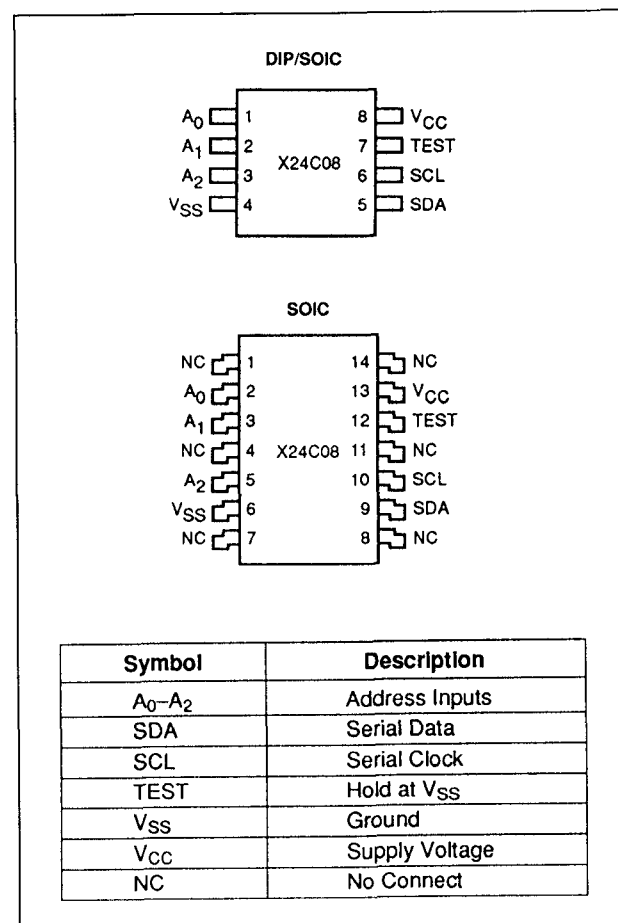 DIP/SOIC
A0 1 8 VCC
A1 2 7 TEST
X24C08
A2 3 6 SCL
VSS 4 5 SDA
SOIC
NC 1 14 NC
A0 2 13 VCC
A1 3 12 TEST
NC 4 X24C08 11 NC
A2 5 10 SCL
VSS 6 9 SDA
NC 7 8 NC
Symbol Description
A0–A2 Address Inputs
SDA Serial Data
SCL Serial Clock
TEST Hold at VSS
VSS Ground
VCC Supply Voltage
NC No Connect